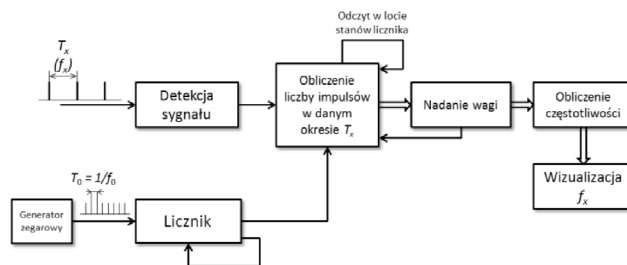 Odczyt w locie
stanów licznika
Tx
(fx)
Detekcja
sygnału
Obliczenie
liczby impulsów
w danym
okresie Tx
Nadanie wagi
Obliczenie
częstotliwości
Wizualizacja
fx
T0 = 1/f0
Generator
zegarowy
Licznik